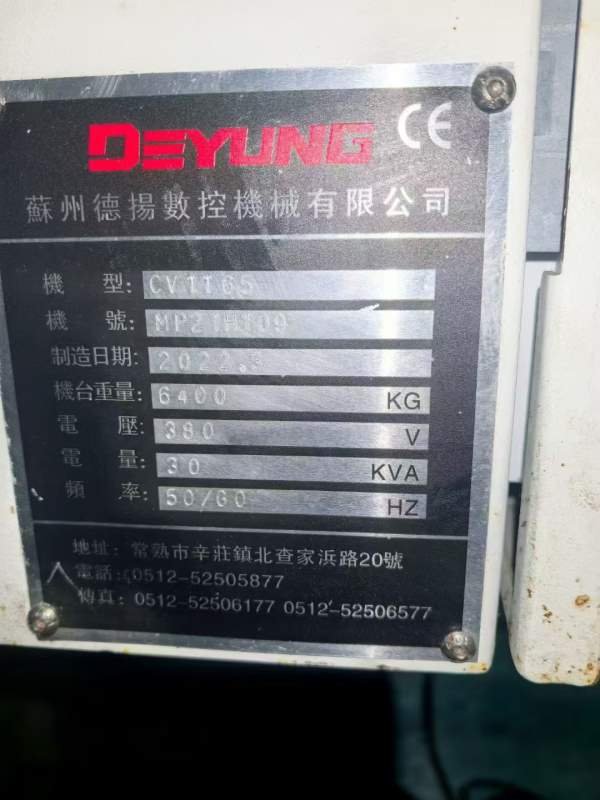 DEYUNG CE
蘇州德揚數控機械有限公司
機 型: CV1165
機 號: MP21H109
制造日期: 2022.3
機台重量: 6400 KG
電 壓: 380 V
電 量: 30 KVA
頻 率: 50/60 HZ
地址: 常熟市辛莊鎮北查家浜路20號
電話: 0512-52505877
傳真: 0512-52506177 0512-52506577